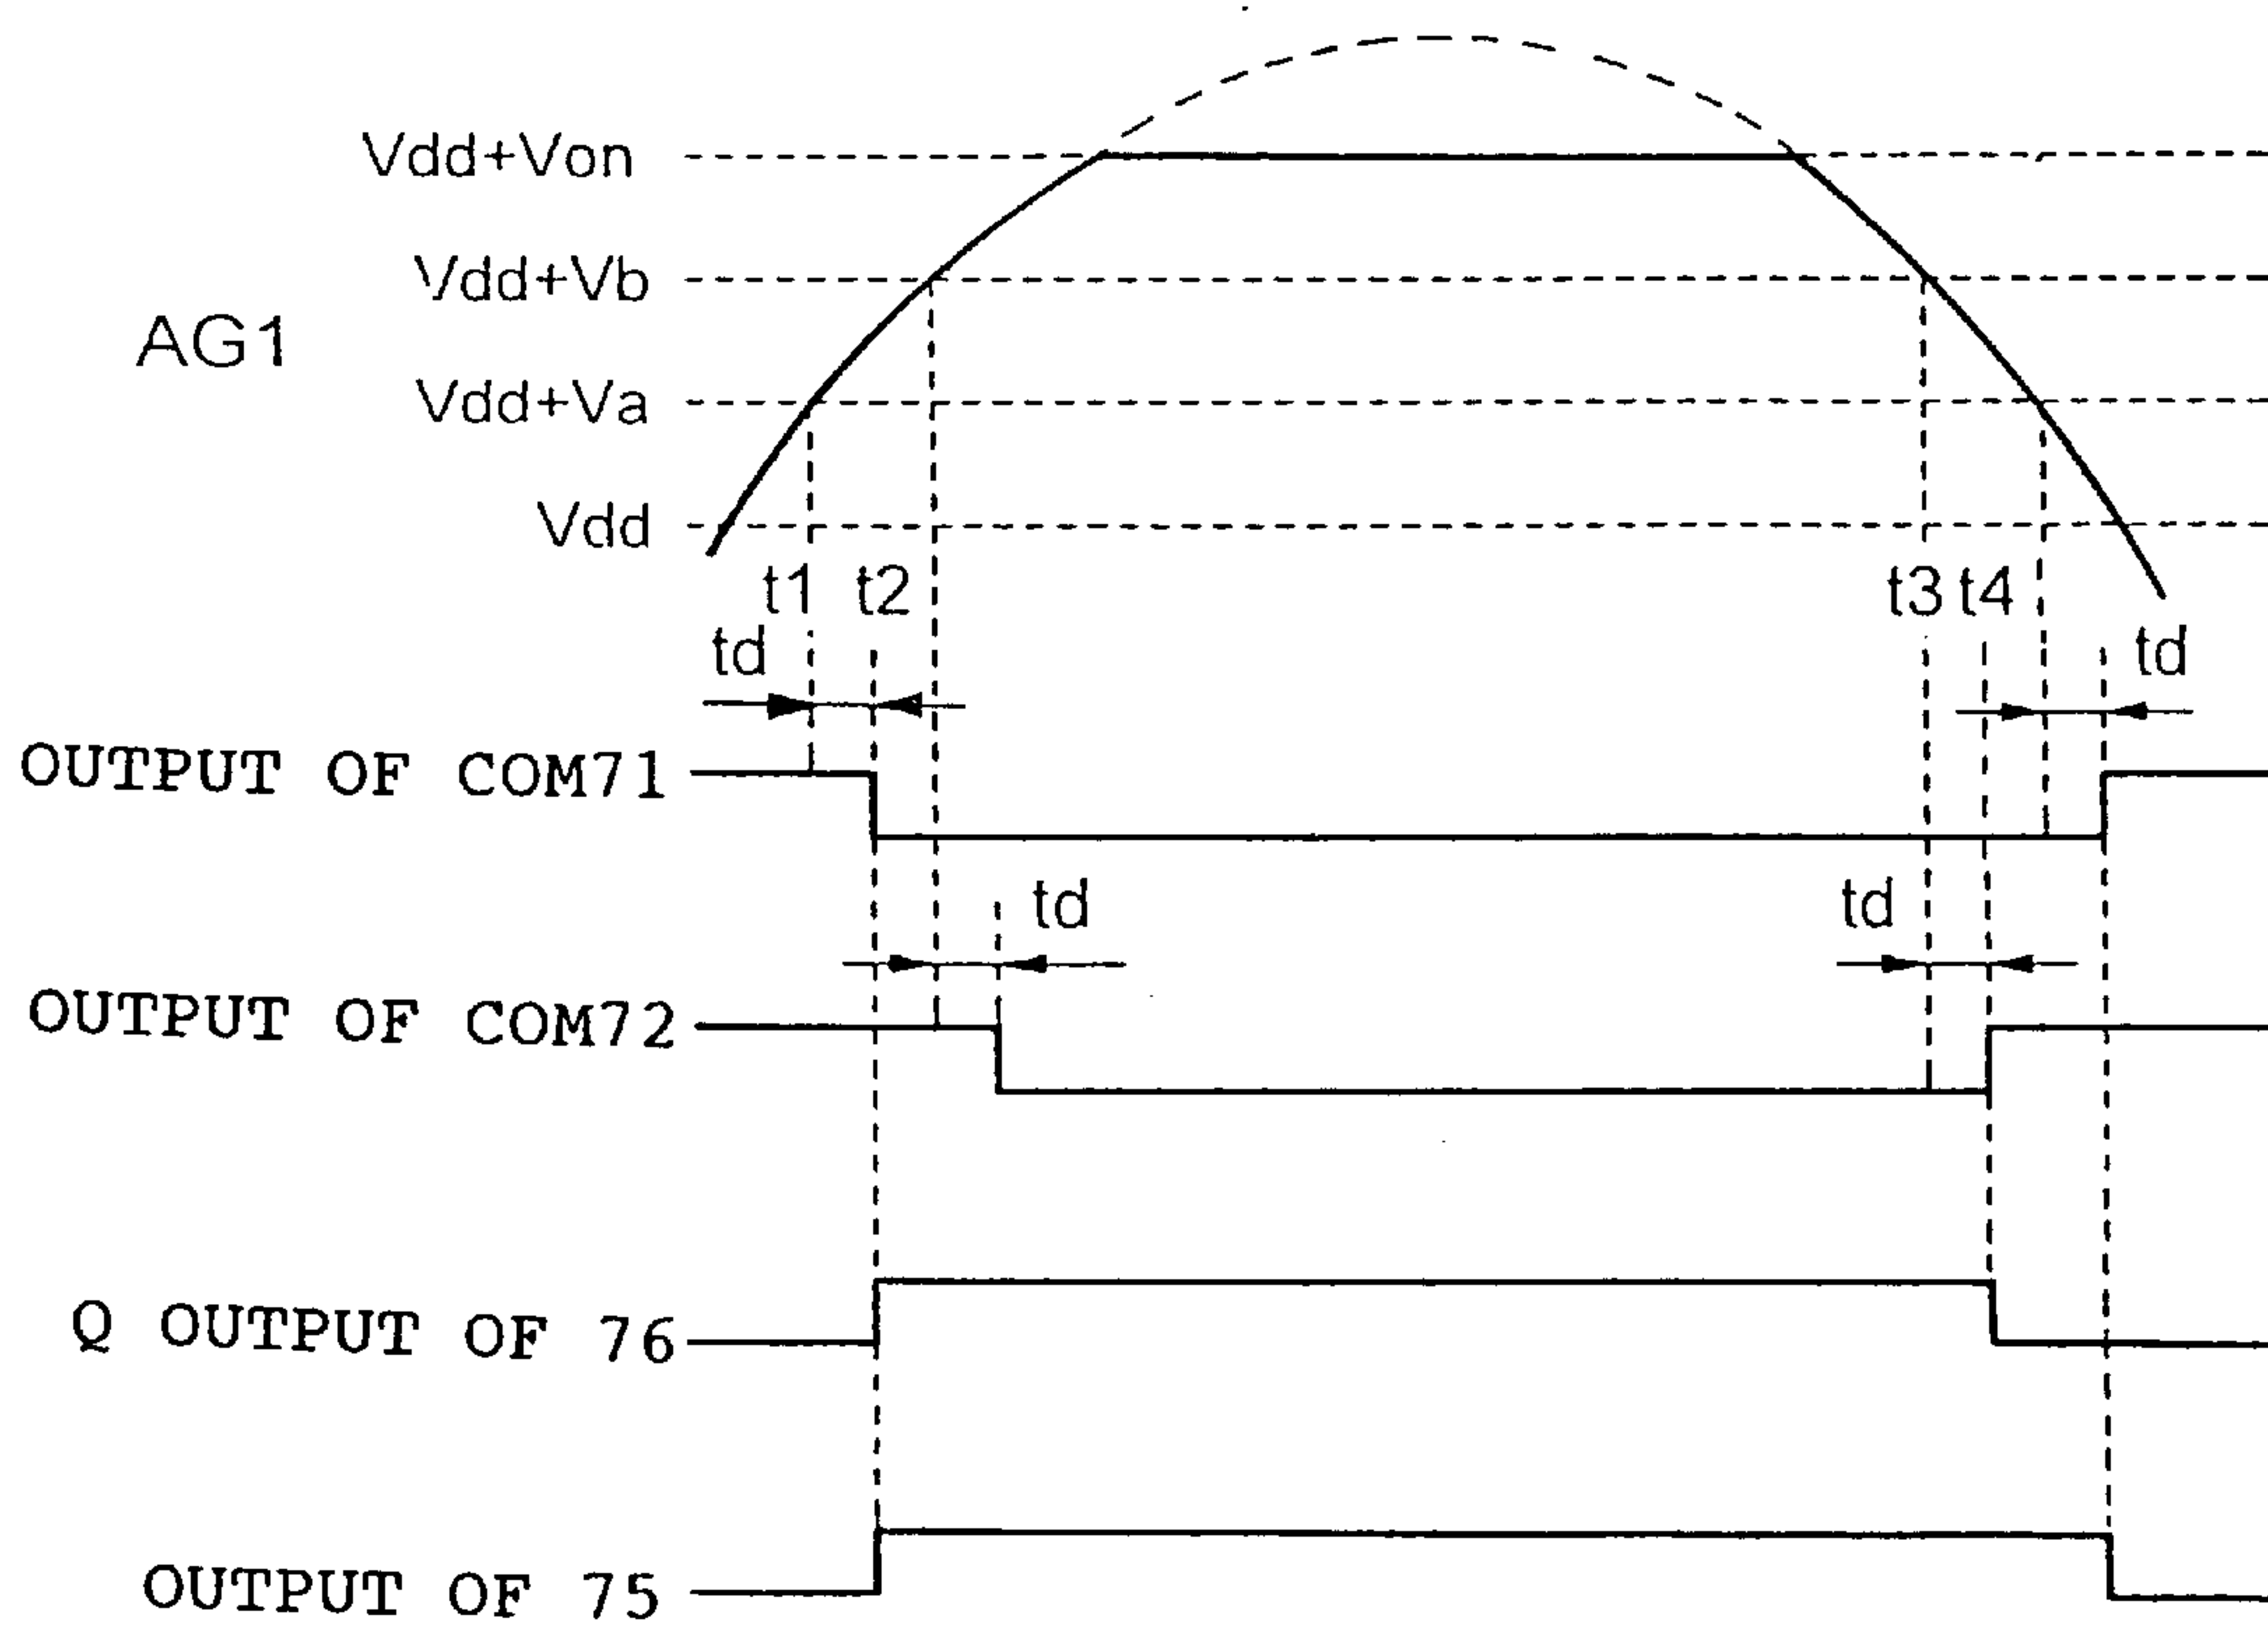 Vdd+Von
Vdd+Vb
AG1
Vdd+Va
Vdd
t1 t2 t3 t4
td td
OUTPUT OF COM71
td td
OUTPUT OF COM72
Q OUTPUT OF 76
OUTPUT OF 75